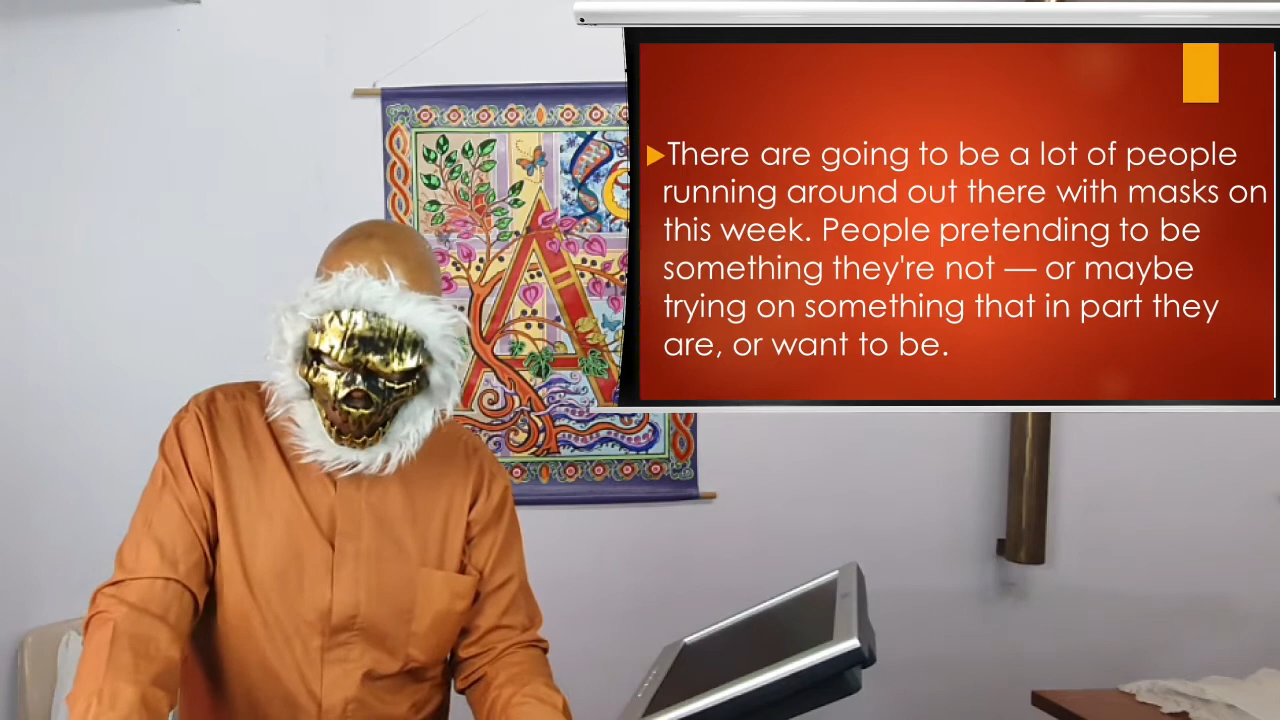 There are going to be a lot of people
running around out there with masks on
this week. People pretending to be
something they're not — or maybe
trying on something that in part they
are, or want to be.